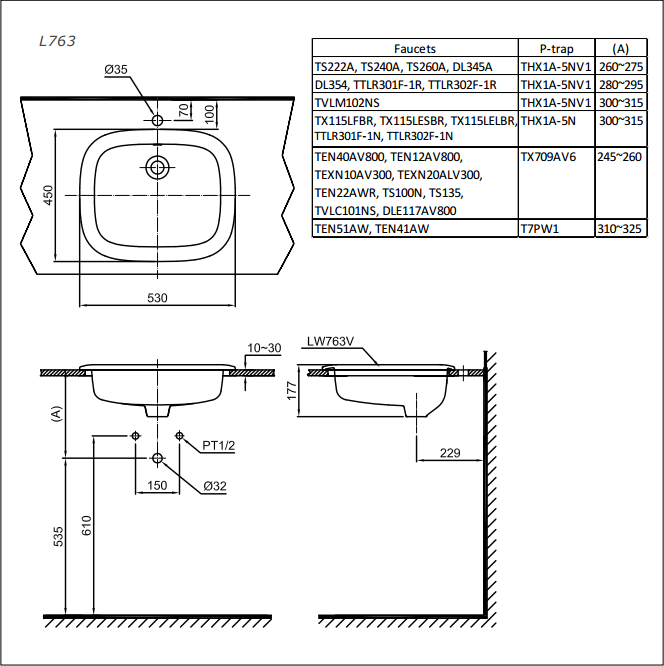 L763
Faucets P-trap (A)
TS222A, TS240A, TS260A, DL345A THX1A-5NV1 260~275
DL354, TTLR301F-1R, TTLR302F-1R THX1A-5NV1 280~295
TVLM102NS THX1A-5NV1 300~315
TX115LFBR, TX115LESBR, TX115LELBR, THX1A-5N 300~315
TTLR301F-1N, TTLR302F-1N
TEN40AV800, TEN12AV800, TX709AV6 245~260
TEXN10AV300, TEXN20ALV300,
TEN22AWR, TS100N, TS135,
TVLC101NS, DLE117AV800
TEN51AW, TEN41AW T7PW1 310~325
Ø35
70
100
450
530
10~30
LW763V
177
(A)
PT1/2
229
150
Ø32
535
610